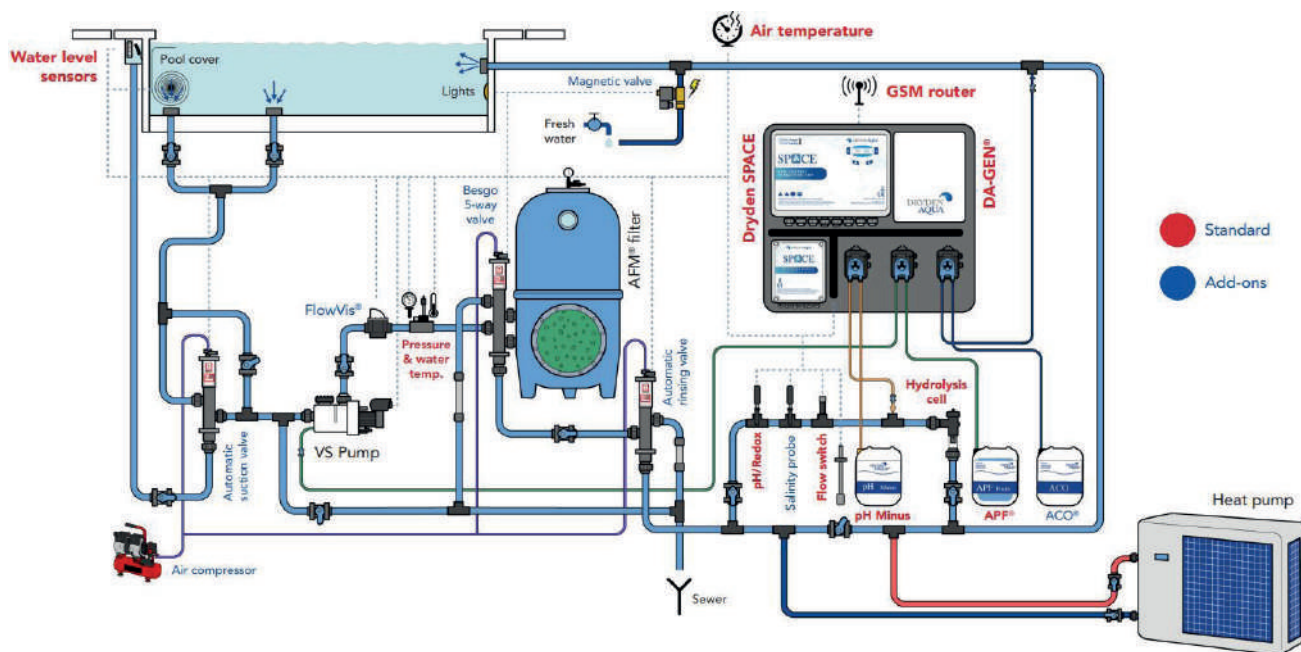 Air temperature
Water level
sensors
Pool cover
Lights
Magnetic valve
GSM router
Fresh
water
Besgo
5-way
valve
AFM® filter
Dryden SPACE
SPACE
DRYDEN
AQUA
DA-GEN®
SPACE
Standard
Add-ons
FlowVis®
Pressure
& water
temp.
Automatic
rinsing valve
Hydrolysis
cell
VS Pump
Automatic
suction valve
pH/Redox
Salinity probe
Flow switch
pH Minus
APF
ACO
pH Minus
APF®
ACO®
Heat pump
Air compressor
Sewer